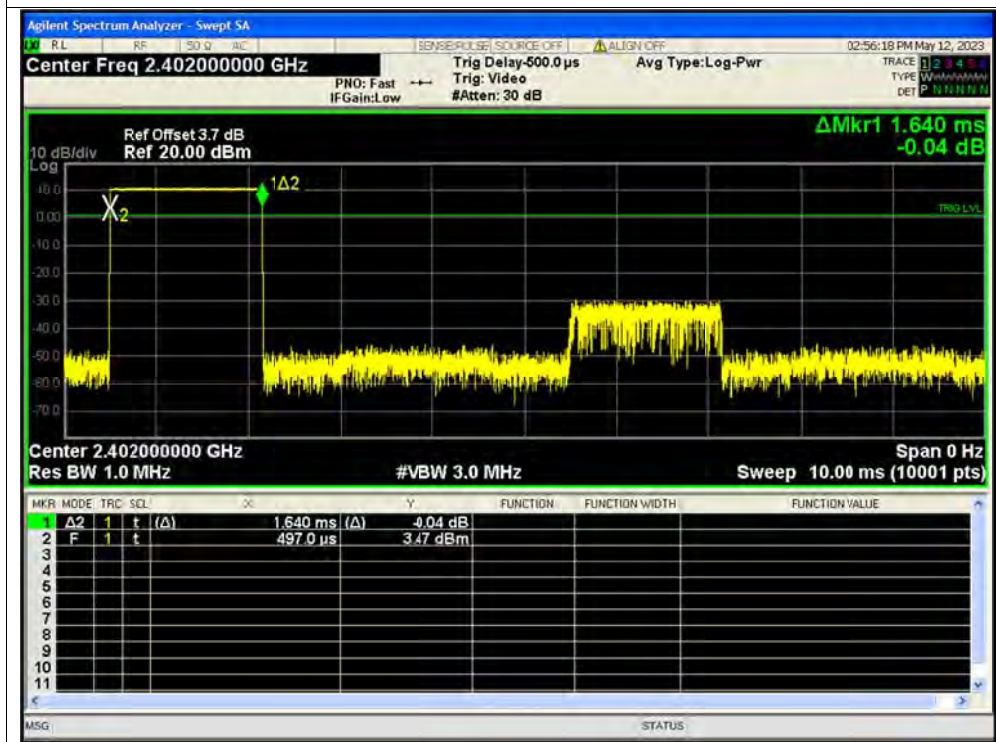 Agilent Spectrum Analyzer - Swept SA
RL RF 50 Ω AC SENSE:PULSE SOURCE OFF ALIGN OFF 02:56:18 PM May 12, 2023
Center Freq 2.402000000 GHz
PNO: Fast
IFGain:Low
Trig Delay-500.0 µs
Trig: Video
#Atten: 30 dB
Avg Type:Log-Pwr
TRACE 1 2 3 4 5 6
TYPE W
DET P N N N N N
ΔMkr1 1.640 ms
-0.04 dB
10 dB/div
Log
Ref Offset 3.7 dB
Ref 20.00 dBm
10.0
0.00
-10.0
-20.0
-30.0
-40.0
-50.0
-60.0
-70.0
1Δ2
2
TRIG LVL
Center 2.402000000 GHz
Span 0 Hz
Res BW 1.0 MHz
#VBW 3.0 MHz
Sweep 10.00 ms (10001 pts)
MKR MODE TRC SCL X Y FUNCTION FUNCTION WIDTH FUNCTION VALUE
1 Δ2 1 t (Δ) 1.640 ms (Δ) -0.04 dB
2 F 1 t 497.0 µs 3.47 dBm
3
4
5
6
7
8
9
10
11
MSG
STATUS